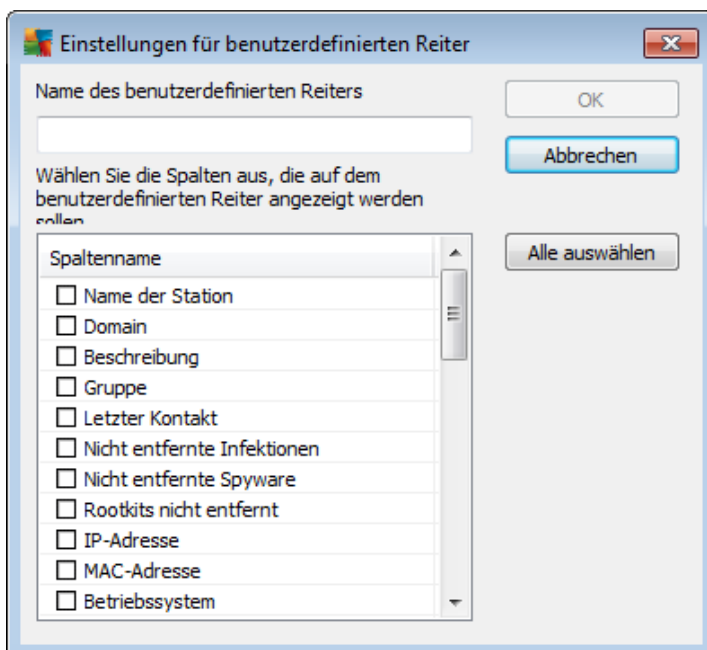 Einstellungen für benutzerdefinierten Reiter
Name des benutzerdefinierten Reiters
OK
Abbrechen
Wählen Sie die Spalten aus, die auf dem
benutzerdefinierten Reiter angezeigt werden
sollen
Alle auswählen
Spaltenname
Name der Station
Domain
Beschreibung
Gruppe
Letzter Kontakt
Nicht entfernte Infektionen
Nicht entfernte Spyware
Rootkits nicht entfernt
IP-Adresse
MAC-Adresse
Betriebssystem